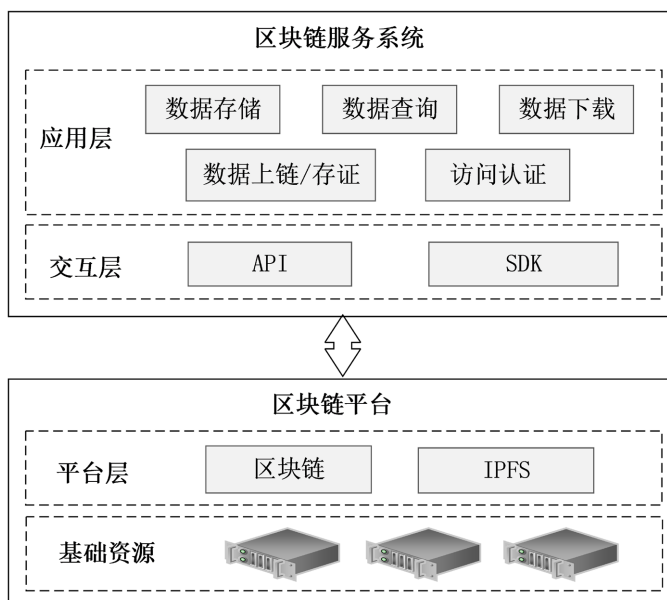 区块链服务系统
应用层
数据存储 数据查询 数据下载
数据上链/存证 访问认证
交互层 API SDK
区块链平台
平台层 区块链 IPFS
基础资源